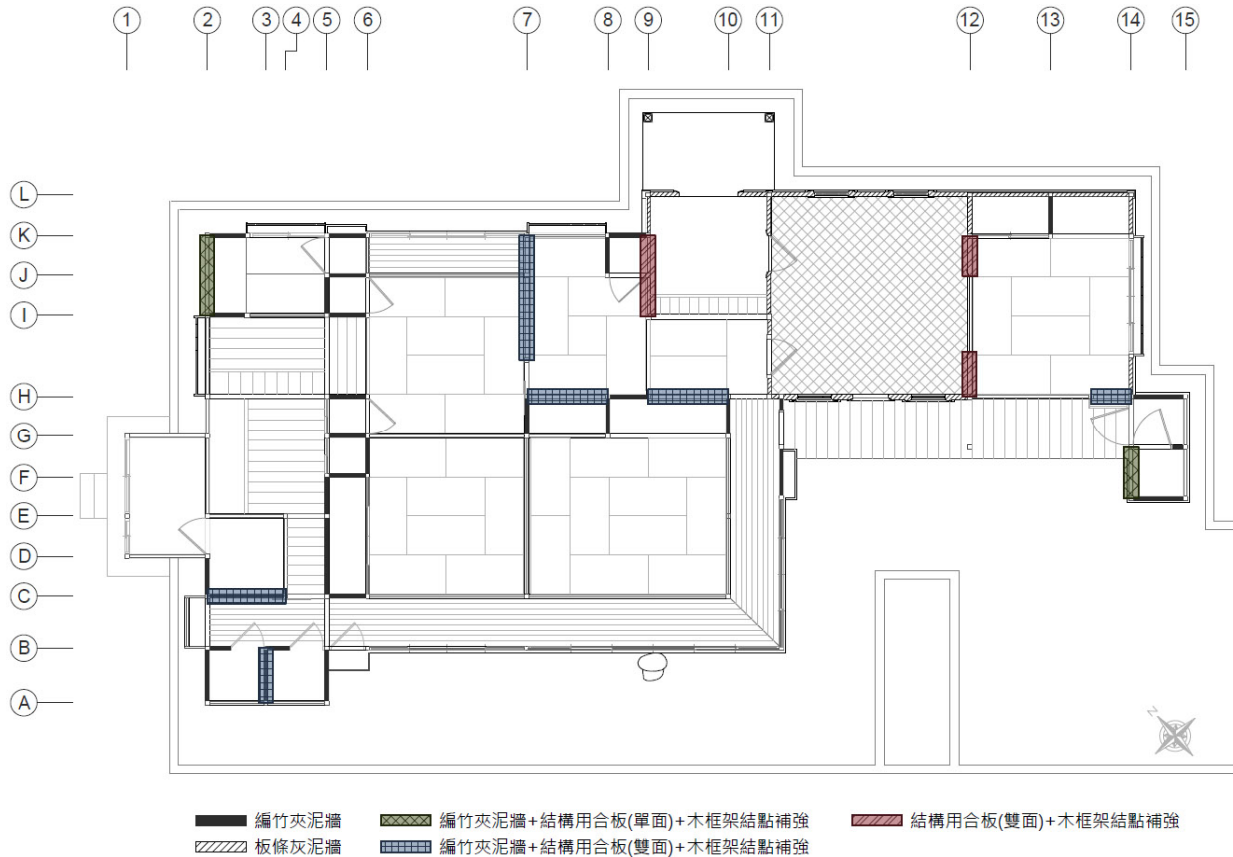 1 2 3 4 5 6 7 8 9 10 11 12 13 14 15
L
K
J
I
H
G
F
E
D
C
B
A
N
編竹夾泥牆 編竹夾泥牆+結構用合板(單面)+木框架結點補強 結構用合板(雙面)+木框架結點補強
板條灰泥牆 編竹夾泥牆+結構用合板(雙面)+木框架結點補強